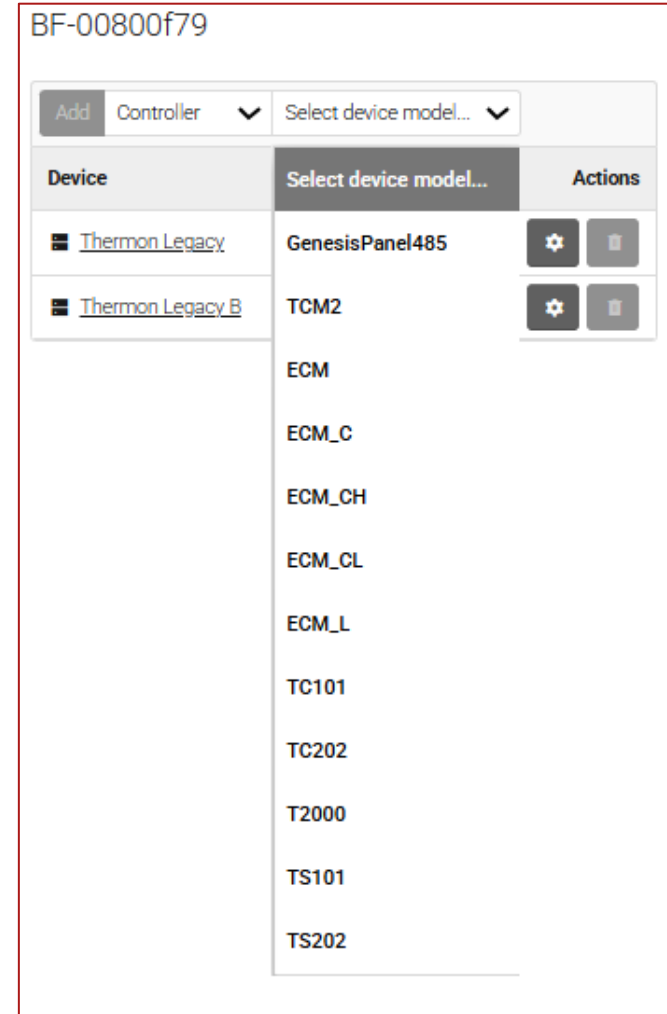 BF-00800f79
Add Controller Select device model...
Device Select device model... Actions
Thermon Legacy GenesisPanel485
Thermon Legacy B TCM2
ECM
ECM_C
ECM_CH
ECM_CL
ECM_L
TC101
TC202
T2000
TS101
TS202